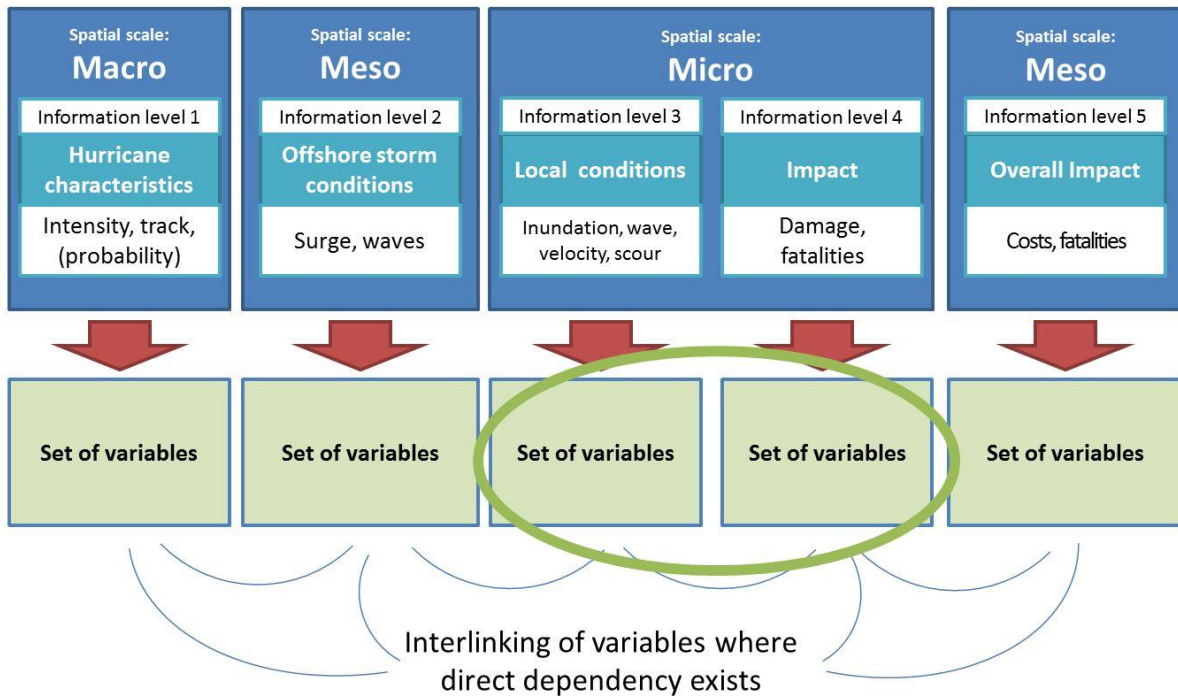 Spatial scale:
Macro
Information level 1
Hurricane
characteristics
Intensity, track,
(probability)
Spatial scale:
Meso
Information level 2
Offshore storm
conditions
Surge, waves
Spatial scale:
Micro
Information level 3
Local conditions
Inundation, wave,
velocity, scour
Information level 4
Impact
Damage,
fatalities
Spatial scale:
Meso
Information level 5
Overall Impact
Costs, fatalities
Set of variables
Set of variables
Set of variables
Set of variables
Set of variables
Interlinking of variables where
direct dependency exists